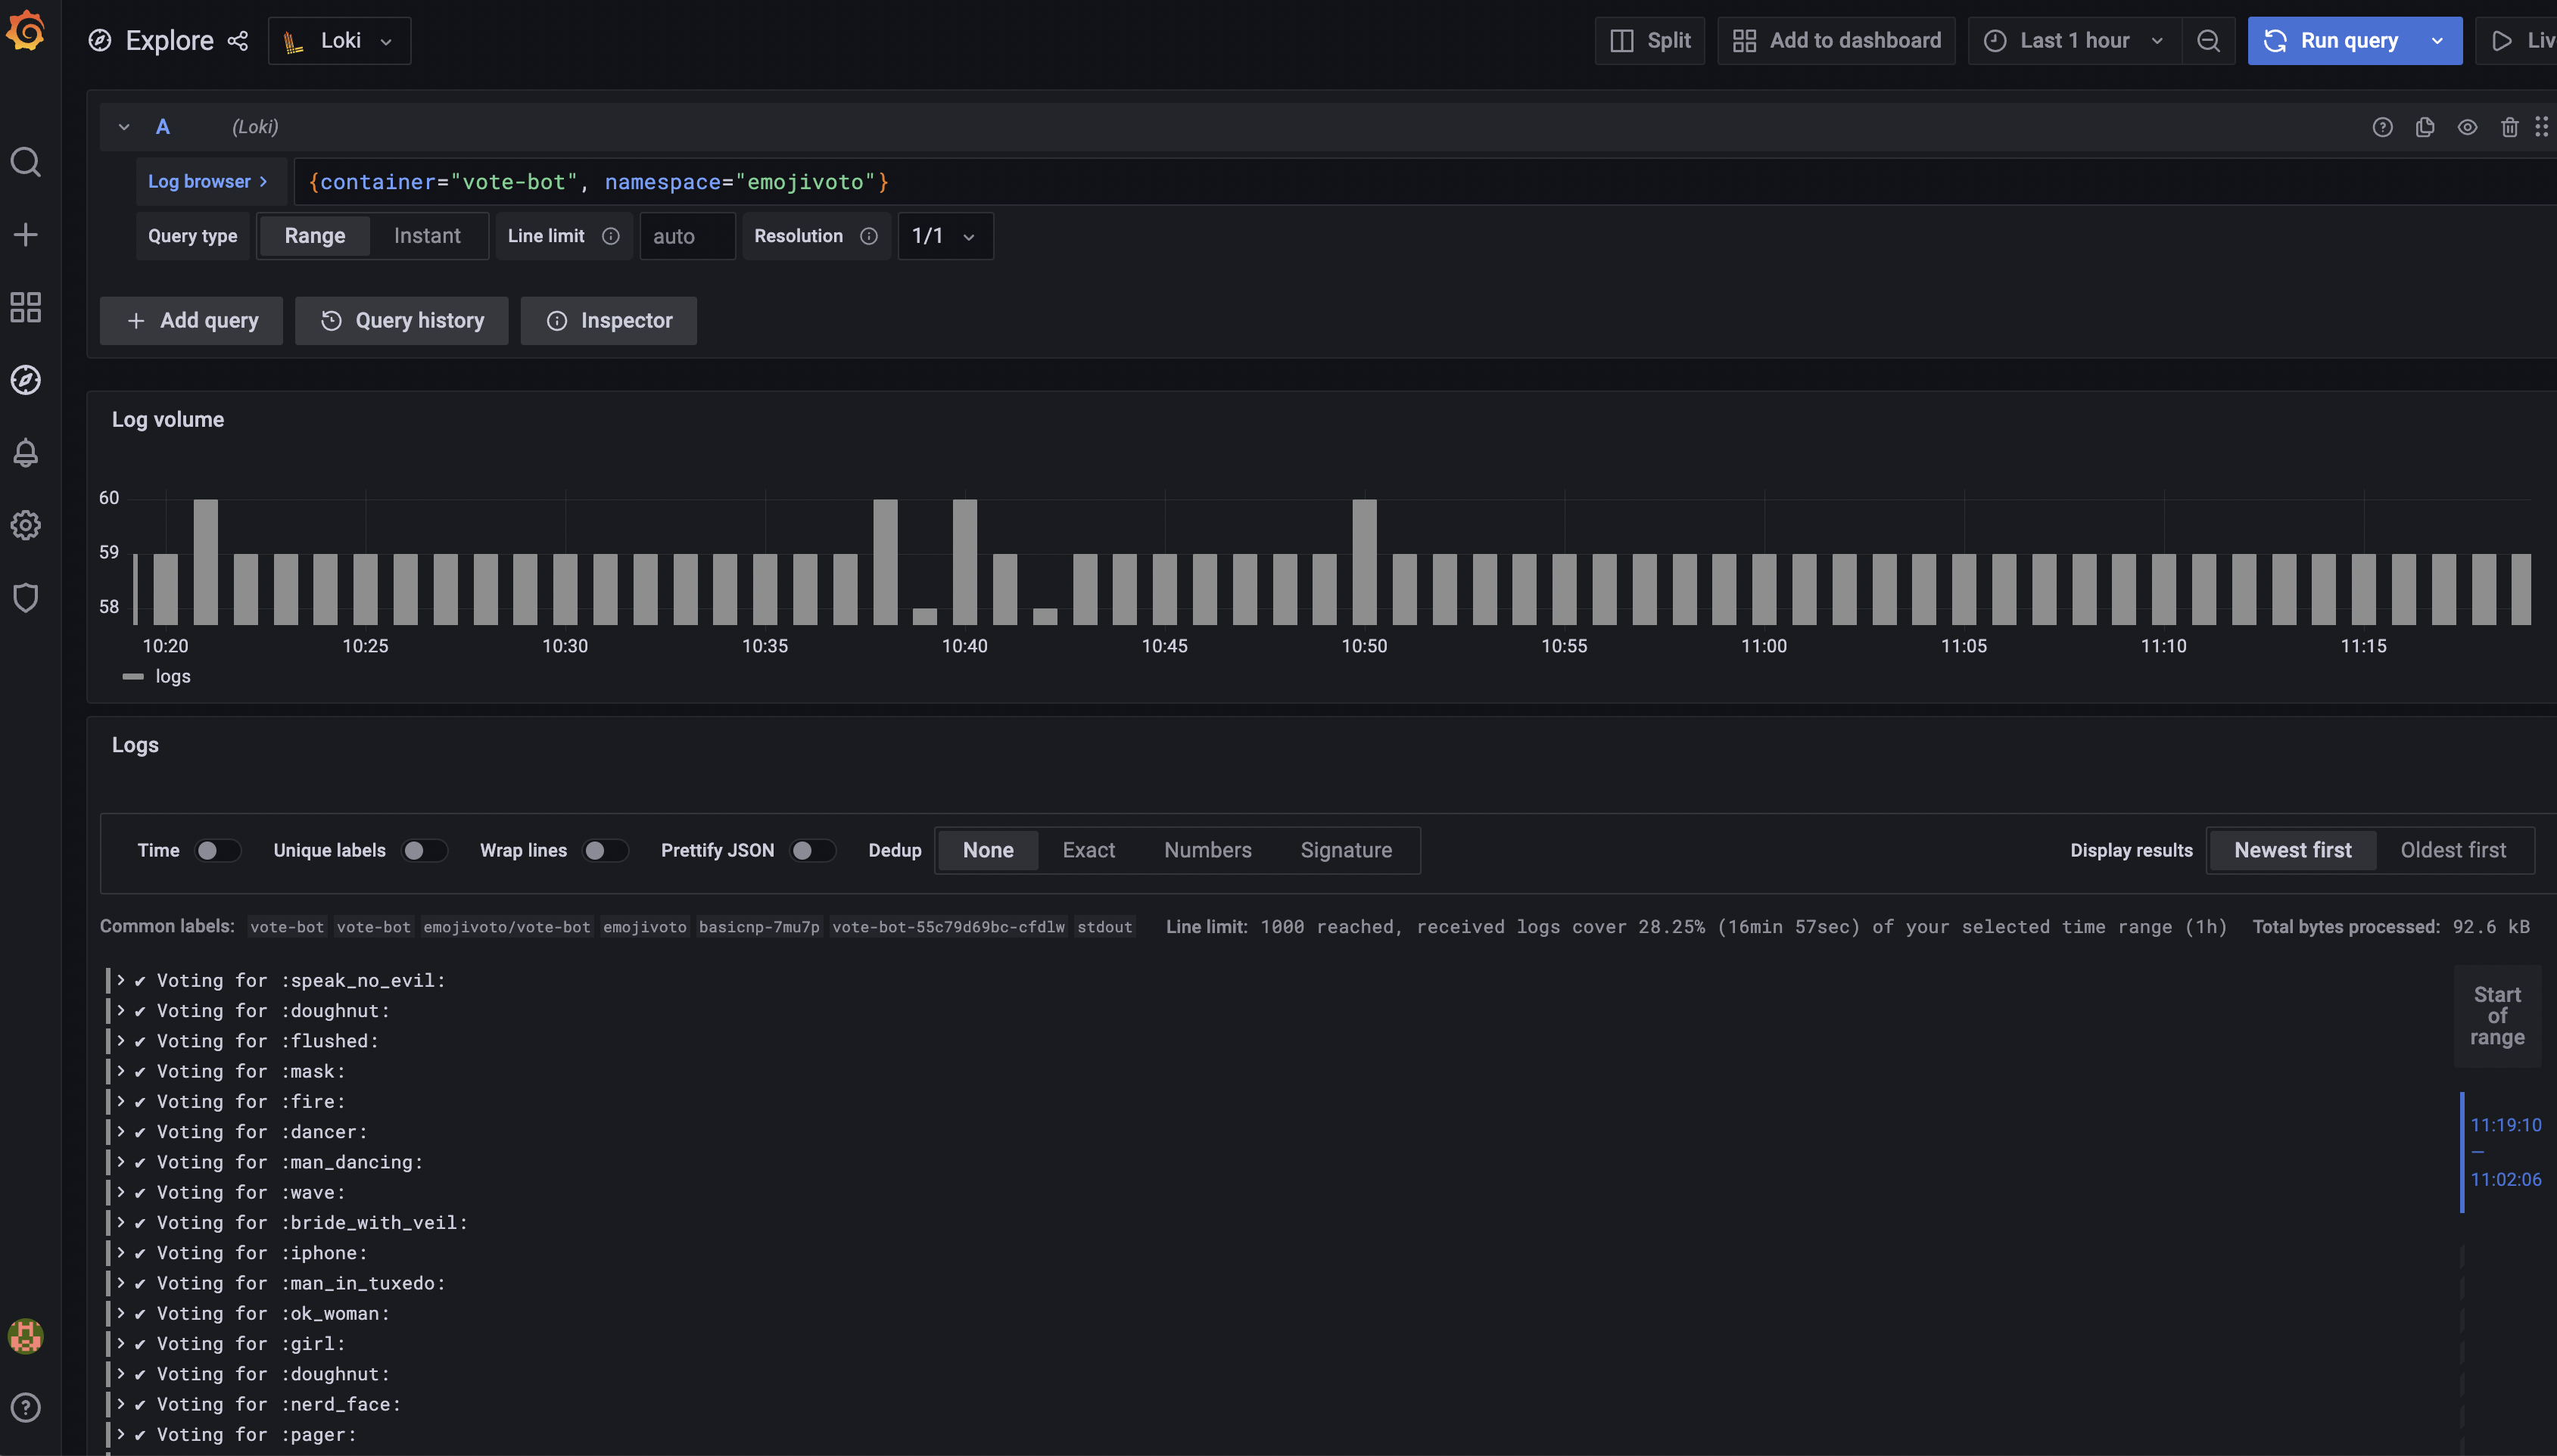 Explore Loki Split Add to dashboard Last 1 hour Run query Liv
A (Loki)
Log browser > {container="vote-bot", namespace="emojivoto"}
Query type Range Instant Line limit auto Resolution 1/1
+ Add query Query history Inspector
Log volume
60
59
58
10:20 10:25 10:30 10:35 10:40 10:45 10:50 10:55 11:00 11:05 11:10 11:15
logs
Logs
Time Unique labels Wrap lines Prettify JSON Dedup None Exact Numbers Signature Display results Newest first Oldest first
Common labels: vote-bot vote-bot emojivoto/vote-bot emojivoto basicnp-7mu7p vote-bot-55c79d69bc-cfdlw stdout Line limit: 1000 reached, received logs cover 28.25% (16min 57sec) of your selected time range (1h) Total bytes processed: 92.6 kB
> ✔ Voting for :speak_no_evil:
> ✔ Voting for :doughnut:
> ✔ Voting for :flushed:
> ✔ Voting for :mask:
> ✔ Voting for :fire:
> ✔ Voting for :dancer:
> ✔ Voting for :man_dancing:
> ✔ Voting for :wave:
> ✔ Voting for :bride_with_veil:
> ✔ Voting for :iphone:
> ✔ Voting for :man_in_tuxedo:
> ✔ Voting for :ok_woman:
> ✔ Voting for :girl:
> ✔ Voting for :doughnut:
> ✔ Voting for :nerd_face:
> ✔ Voting for :pager:
Start
of
range
11:19:10
—
11:02:06